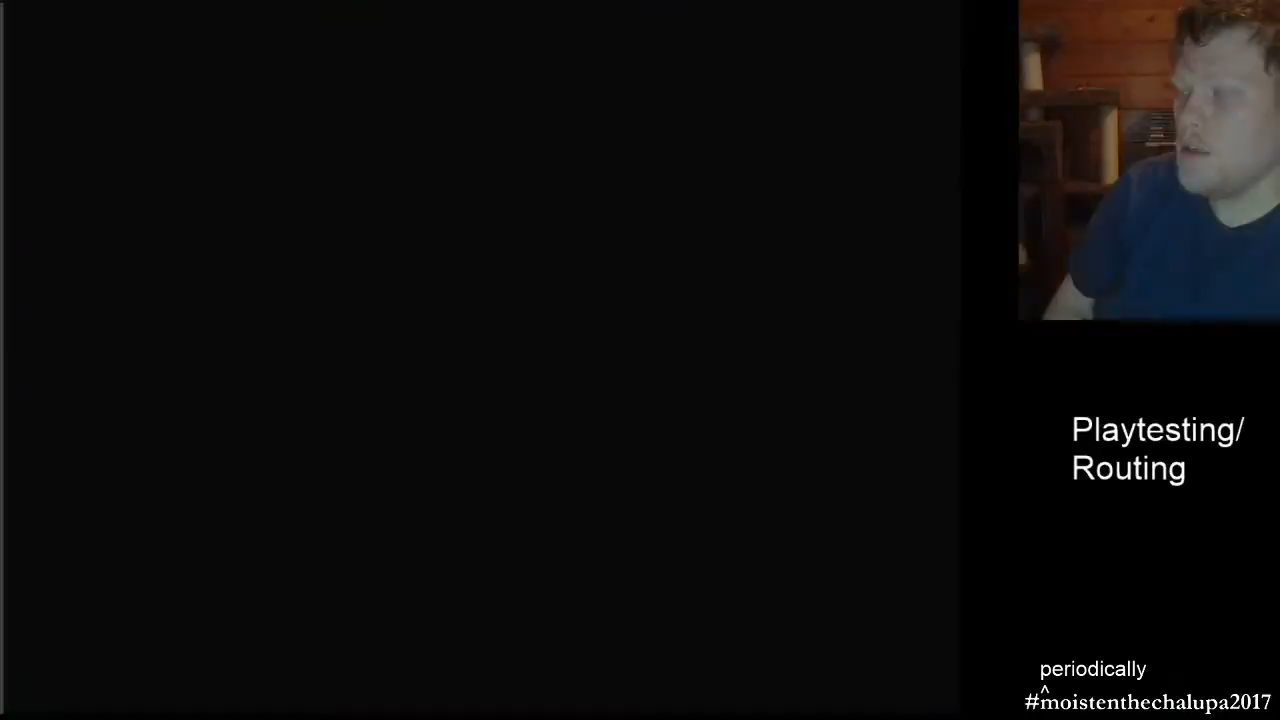 Playtesting/
Routing
periodically
^
#moistenthechalupa2017